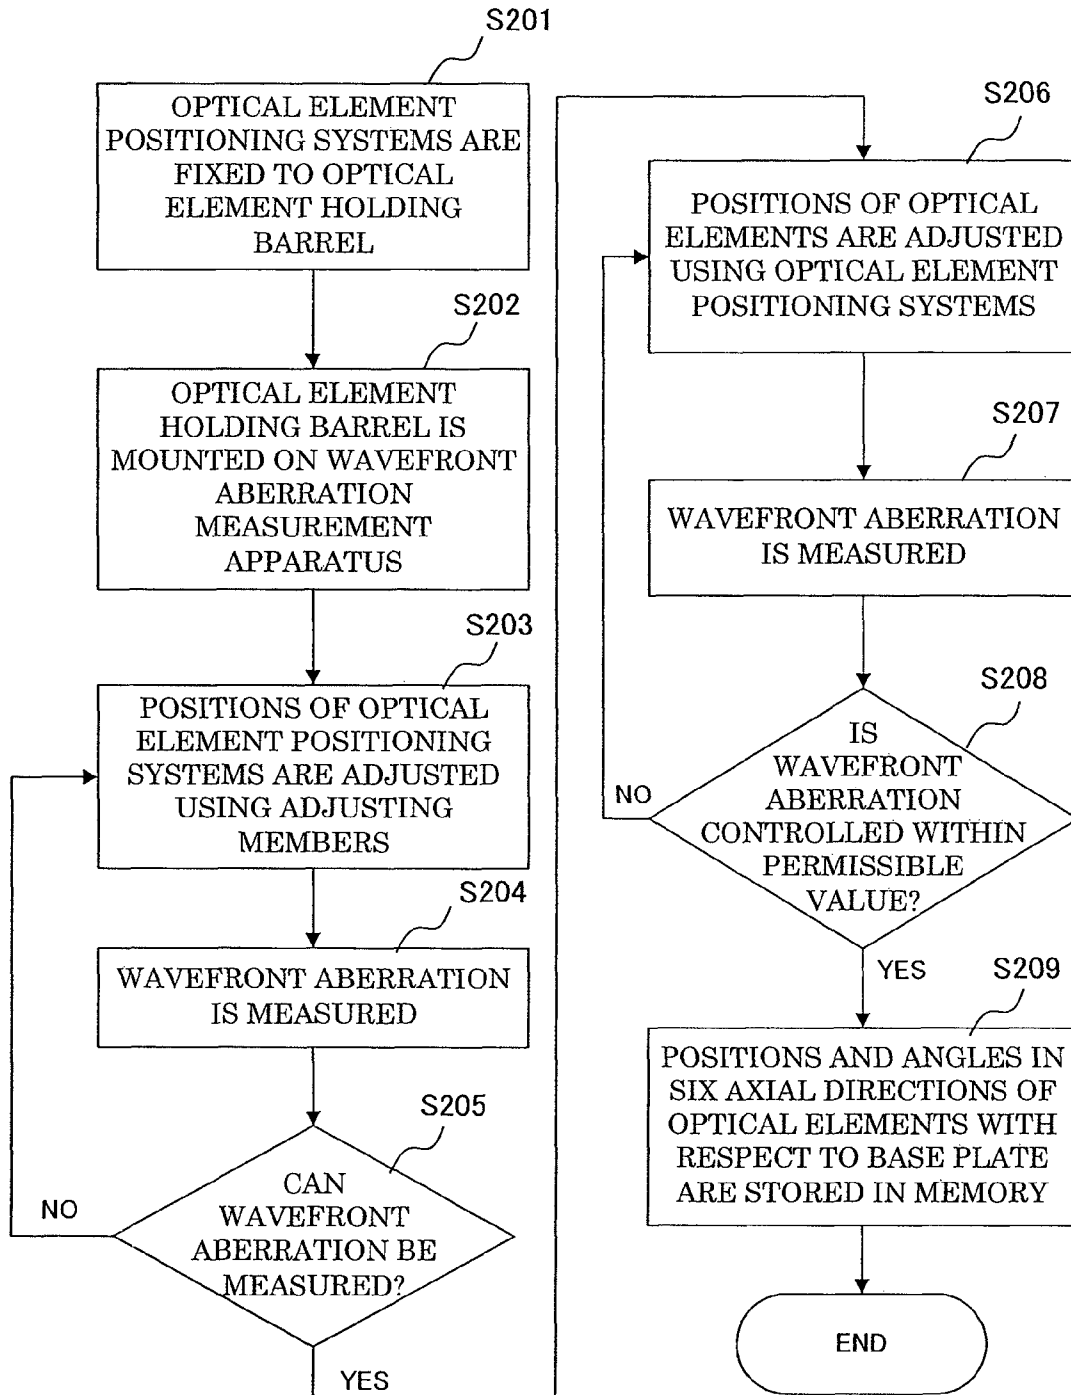 S201
OPTICAL ELEMENT
POSITIONING SYSTEMS ARE
FIXED TO OPTICAL
ELEMENT HOLDING
BARREL
S202
OPTICAL ELEMENT
HOLDING BARREL IS
MOUNTED ON WAVEFRONT
ABERRATION
MEASUREMENT
APPARATUS
S203
POSITIONS OF OPTICAL
ELEMENT POSITIONING
SYSTEMS ARE ADJUSTED
USING ADJUSTING
MEMBERS
S204
WAVEFRONT ABERRATION
IS MEASURED
S205
CAN
WAVEFRONT
ABERRATION BE
MEASURED?
NO
YES
S206
POSITIONS OF OPTICAL
ELEMENTS ARE ADJUSTED
USING OPTICAL ELEMENT
POSITIONING SYSTEMS
S207
WAVEFRONT ABERRATION
IS MEASURED
S208
IS
WAVEFRONT
ABERRATION
CONTROLLED WITHIN
PERMISSIBLE
VALUE?
NO
YES
S209
POSITIONS AND ANGLES IN
SIX AXIAL DIRECTIONS OF
OPTICAL ELEMENTS WITH
RESPECT TO BASE PLATE
ARE STORED IN MEMORY
END